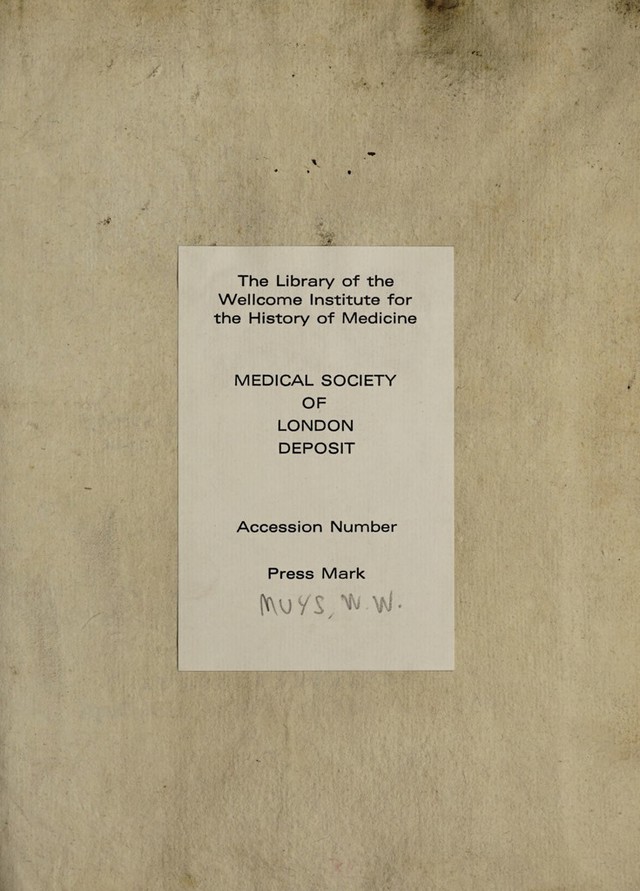 The Library of the
Wellcome Institute for
the History of Medicine
MEDICAL SOCIETY
OF
LONDON
DEPOSIT
Accession Number
Press Mark
MUYS, W.W.